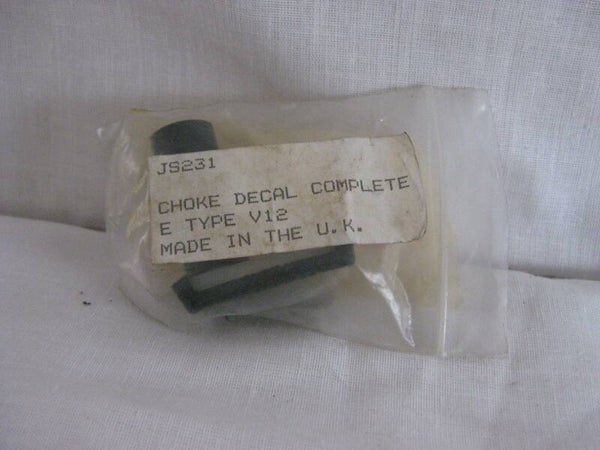 JS231
CHOKE DECAL COMPLETE
E TYPE V12
MADE IN THE U.K.